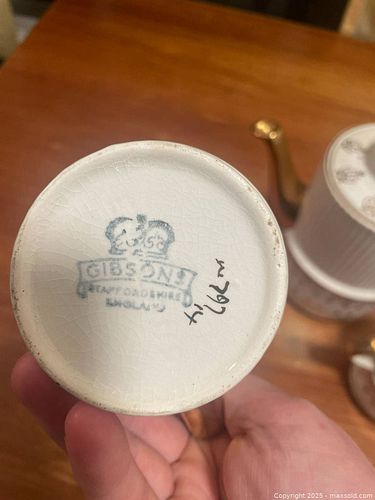 GIBSONS
STAFFORDSHIRE
ENGLAND
Copyright 2025 - maxsold.com